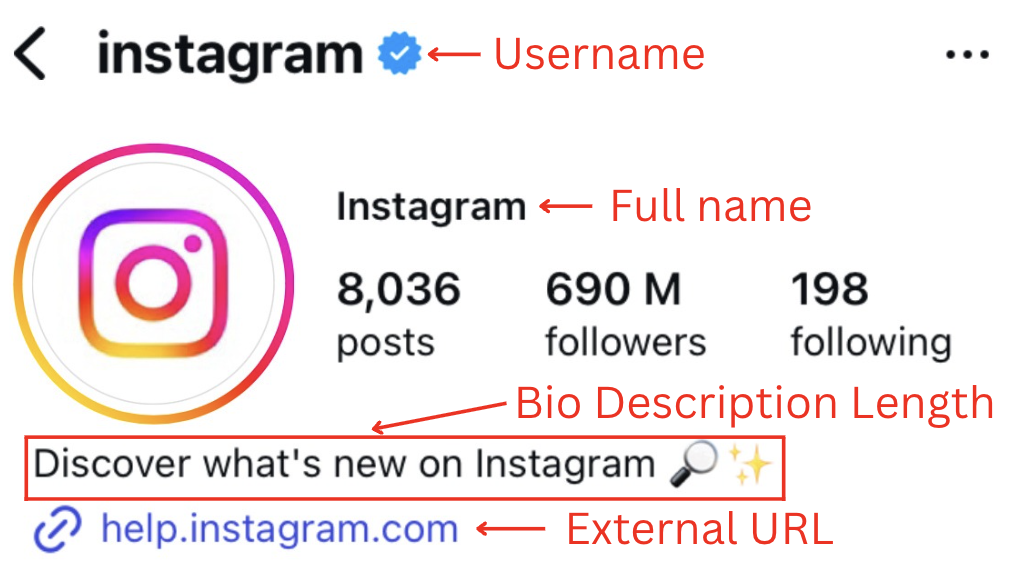 instagram ← Username
Instagram ← Full name
8,036 690 M 198
posts followers following
Bio Description Length
Discover what's new on Instagram 🔎✨
help.instagram.com ← External URL